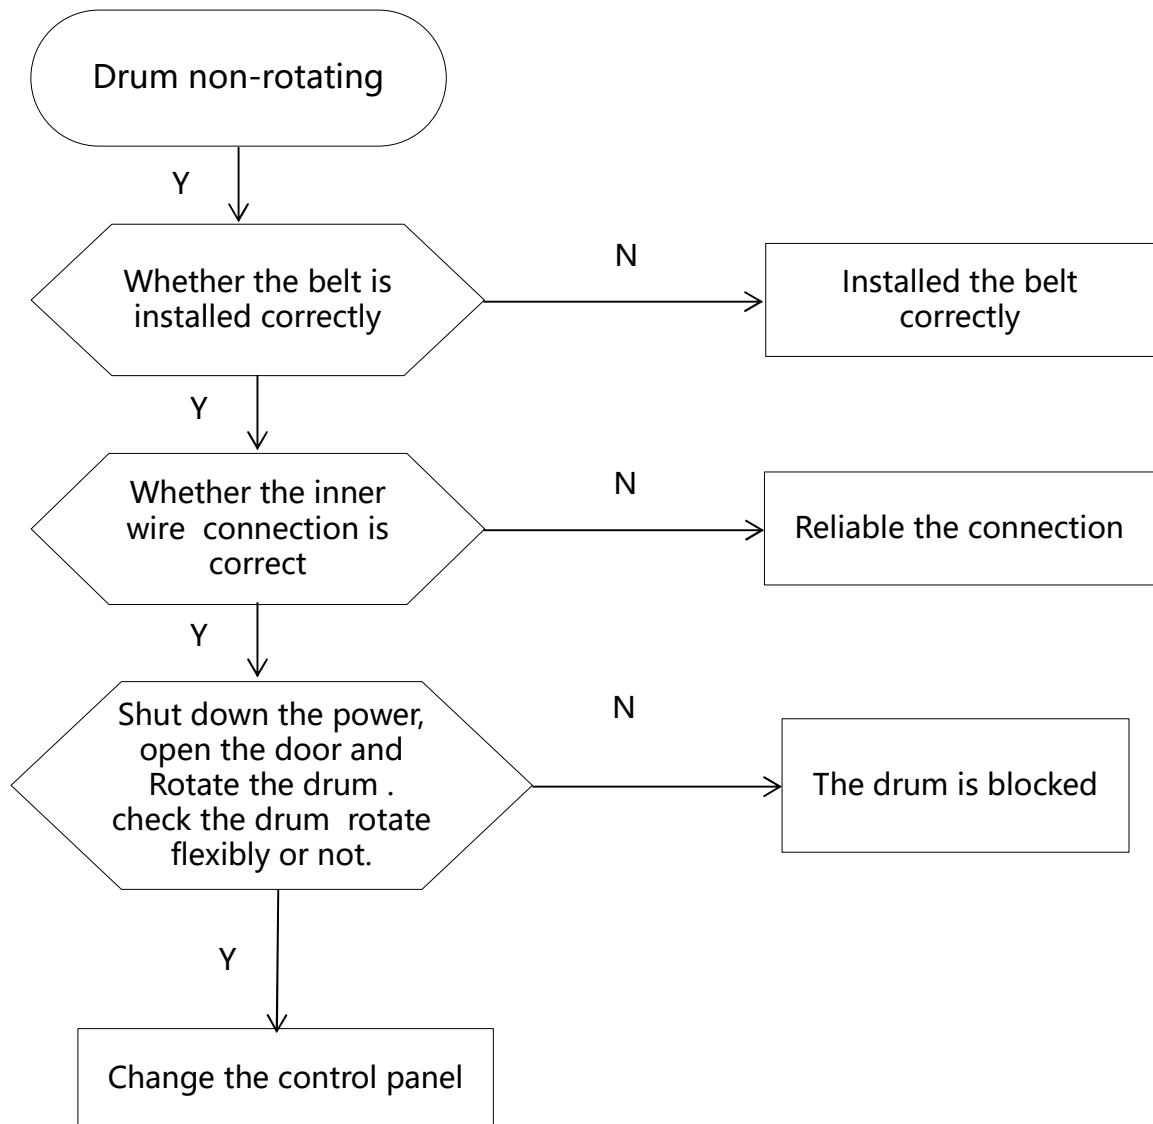 Drum non-rotating
Y
Whether the belt is
installed correctly
N
Installed the belt
correctly
Y
Whether the inner
wire  connection is
correct
N
Reliable the connection
Y
Shut down the power,
open the door and
Rotate the drum .
check the drum  rotate
flexibly or not.
N
The drum is blocked
Y
Change the control panel